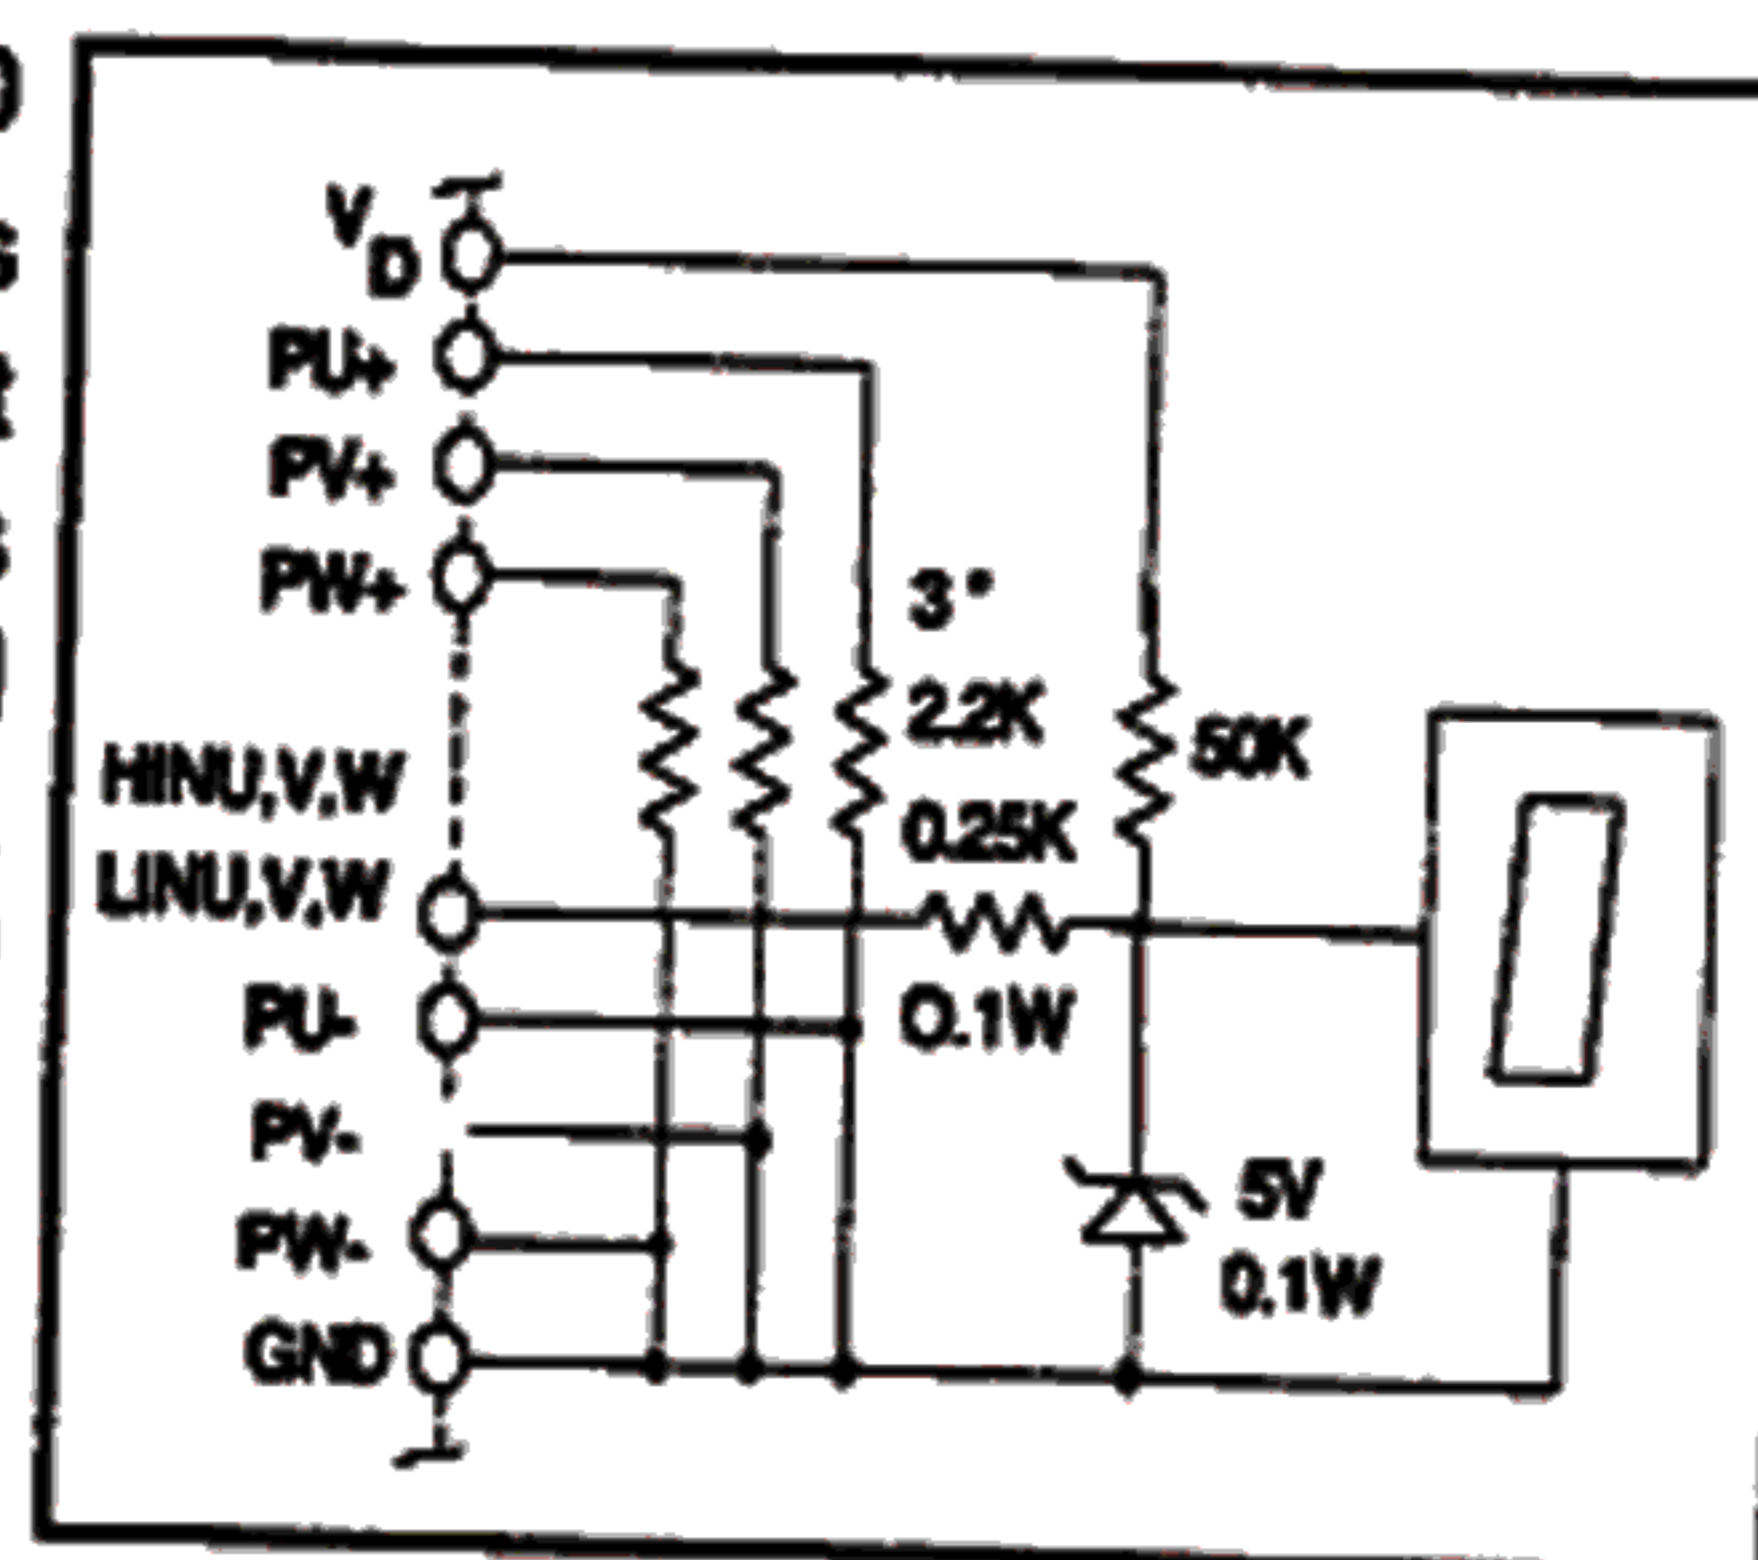 VD
PU+
PV+
PW+
3*
2.2K
50K
HINU,V,W
0.25K
LINU,V,W
PU-
0.1W
PV-
5V
PW-
0.1W
GND